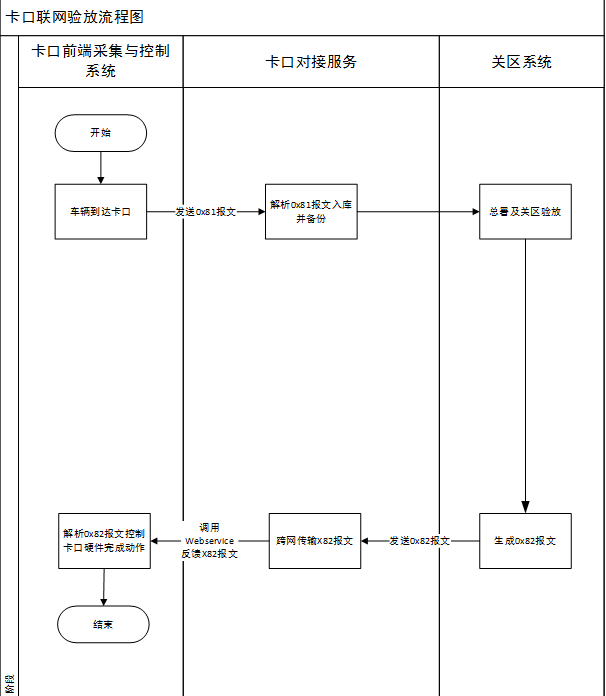 卡口联网验放流程图
卡口前端采集与控制
系统
卡口对接服务
关区系统
开始
车辆到达卡口
发送0x81报文
解析0x81报文入库
并备份
总署及关区验放
解析0x82报文控制
卡口硬件完成动作
调用
Webservice
反馈X82报文
跨网传输X82报文
发送0x82报文
生成0x82报文
结束
阶段